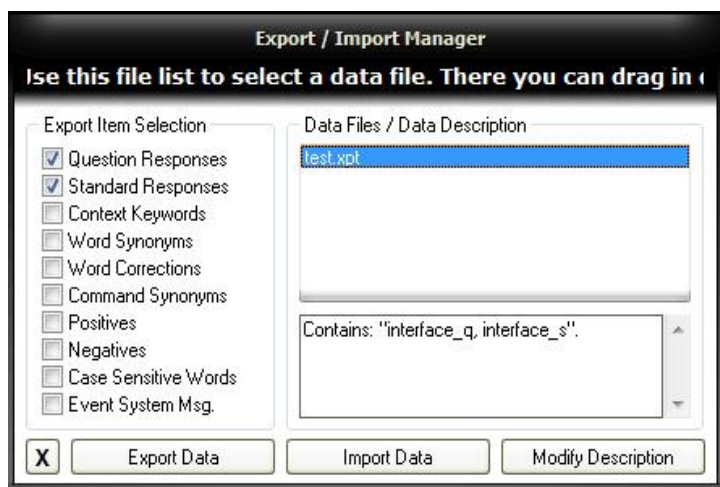 Export / Import Manager
Use this file list to select a data file. There you can drag in
Export Item Selection
Question Responses
Standard Responses
Context Keywords
Word Synonyms
Word Corrections
Command Synonyms
Positives
Negatives
Case Sensitive Words
Event System Msg.
Data Files / Data Description
test.xpt
Contains: "interface_q, interface_s".
X
Export Data
Import Data
Modify Description